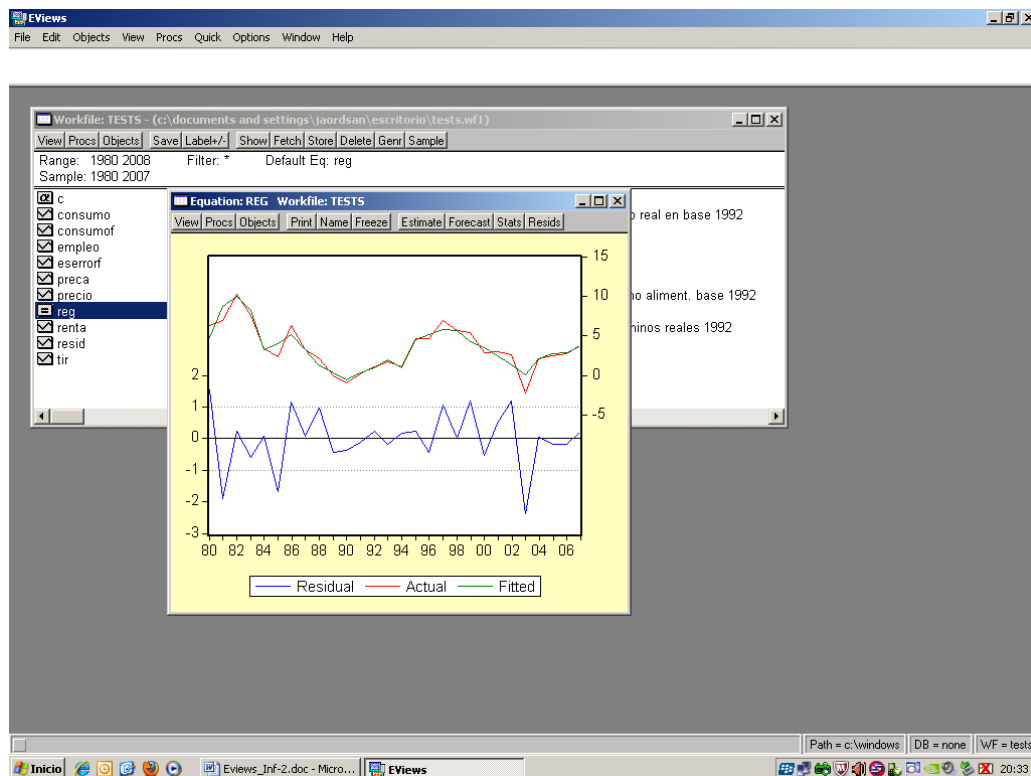 EViews
File Edit Objects View Procs Quick Options Window Help
Workfile: TESTS - (c:\documents and settings\jaordsan\escritorio\tests.wf1)
View Procs Objects Save Label+/- Show Fetch Store Delete Genr Sample
Range: 1980 2008 Filter: * Default Eq: reg
Sample: 1980 2007
c
consumo
consumof
empleo
eserrorf
preca
precio
reg
renta
resid
tir
o real en base 1992
no aliment. base 1992
ninos reales 1992
Equation: REG Workfile: TESTS
View Procs Objects Print Name Freeze Estimate Forecast Stats Resids
15
10
5
0
-5
2
1
0
-1
-2
-3
80 82 84 86 88 90 92 94 96 98 00 02 04 06
Residual Actual Fitted
Path = c:\windows DB = none WF = tests
Inicio Eviews_Inf-2.doc - Micro... EViews 20:33